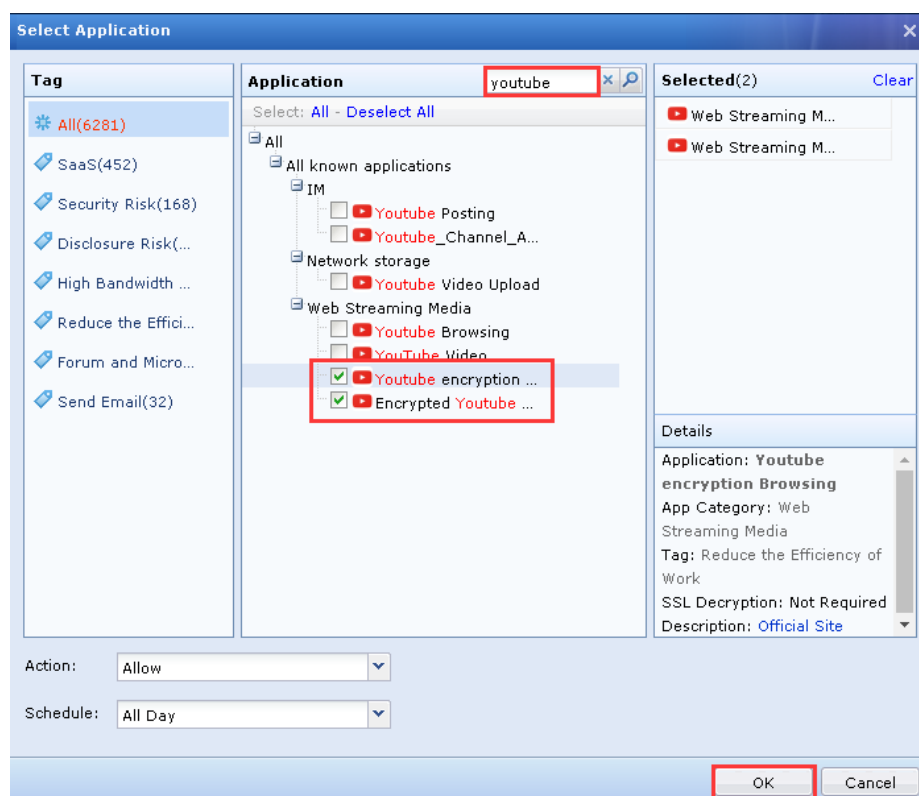 Select Application
Tag
All(6281)
SaaS(452)
Security Risk(168)
Disclosure Risk(...
High Bandwidth ...
Reduce the Effici...
Forum and Micro...
Send Email(32)
Application
youtube
Select: All - Deselect All
All
All known applications
IM
Youtube Posting
Youtube_Channel_A...
Network storage
Youtube Video Upload
Web Streaming Media
Youtube Browsing
YouTube Video
Youtube encryption ...
Encrypted Youtube ...
Selected(2)
Clear
Web Streaming M...
Web Streaming M...
Details
Application: Youtube
encryption Browsing
App Category: Web
Streaming Media
Tag: Reduce the Efficiency of
Work
SSL Decryption: Not Required
Description: Official Site
Action:
Allow
Schedule:
All Day
OK
Cancel